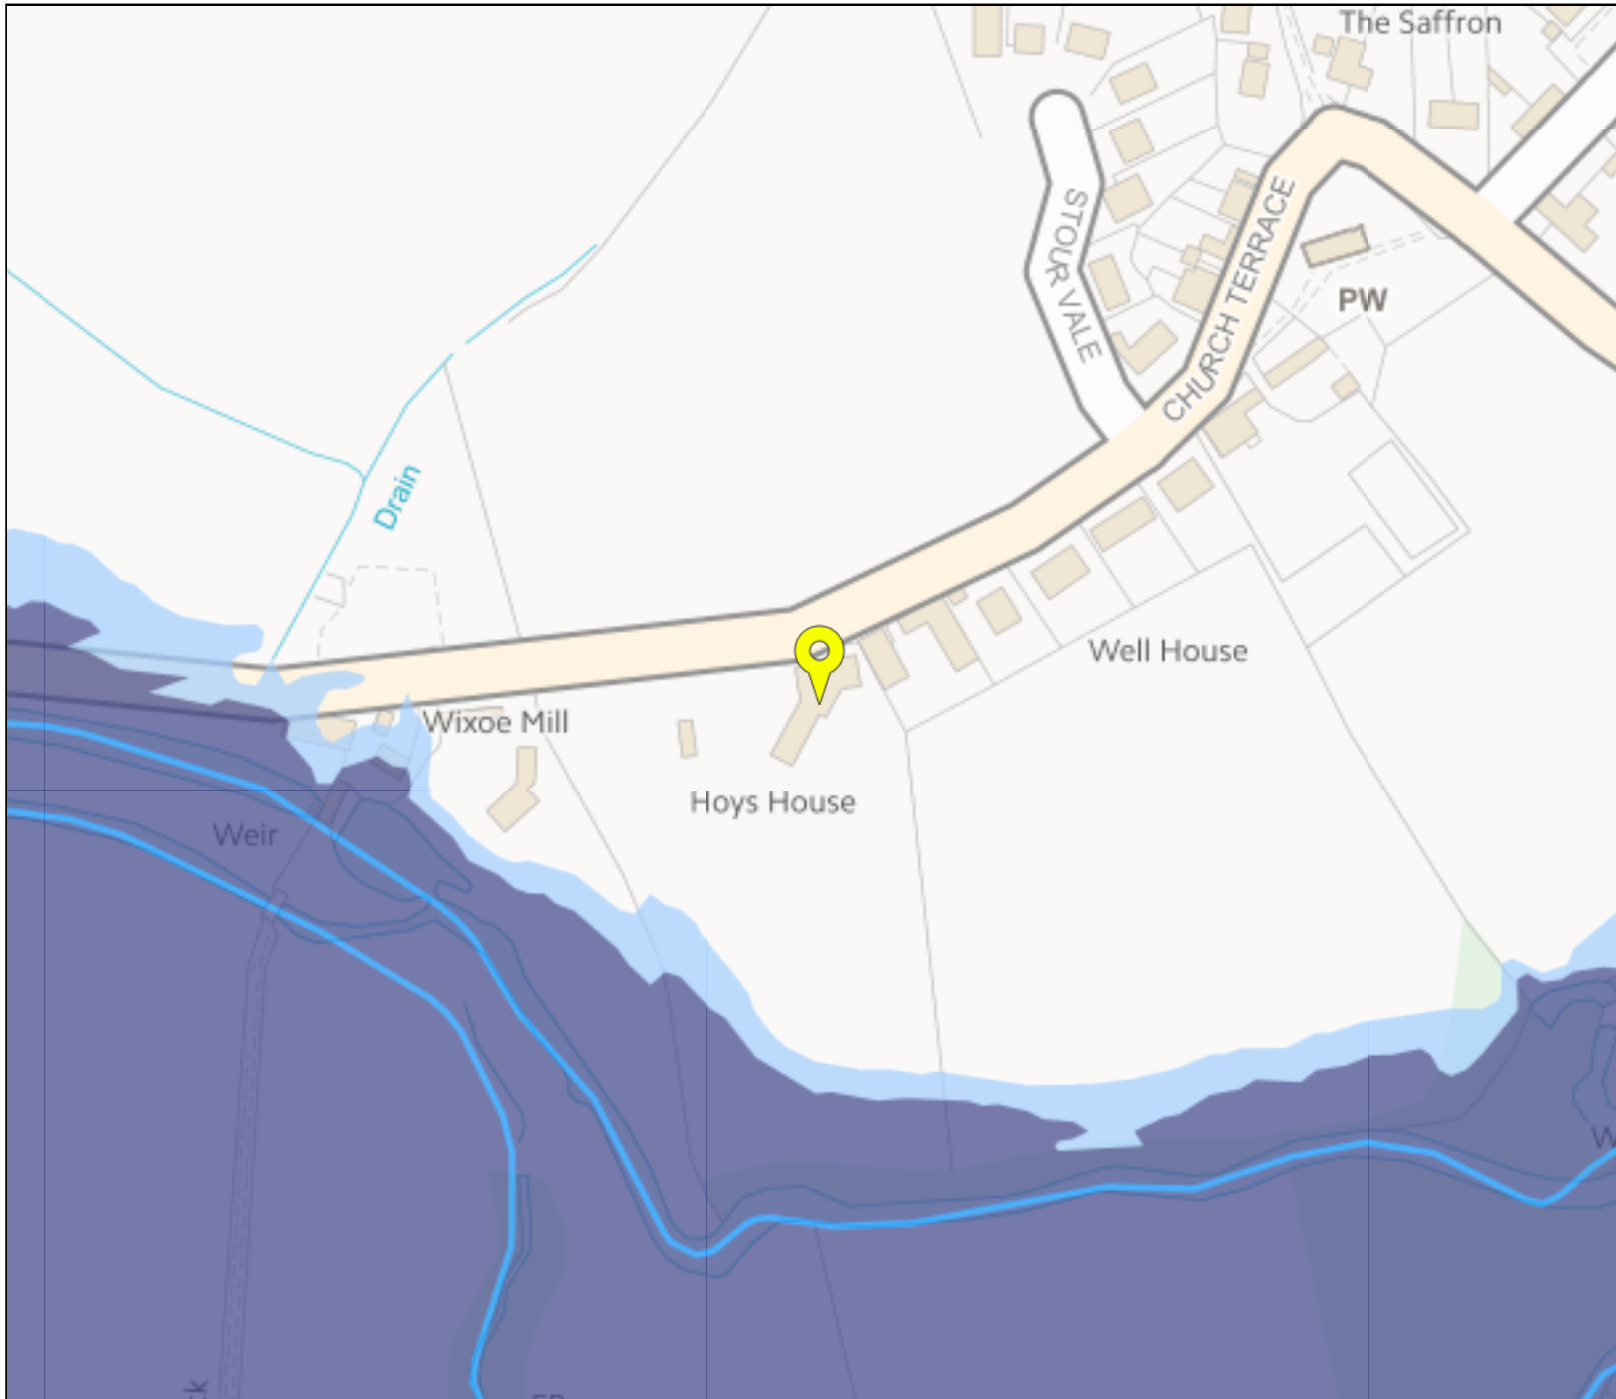 The Saffron
STOUR VALE
CHURCH TERRACE
PW
Drain
Well House
Wixoe Mill
Hoys House
Weir